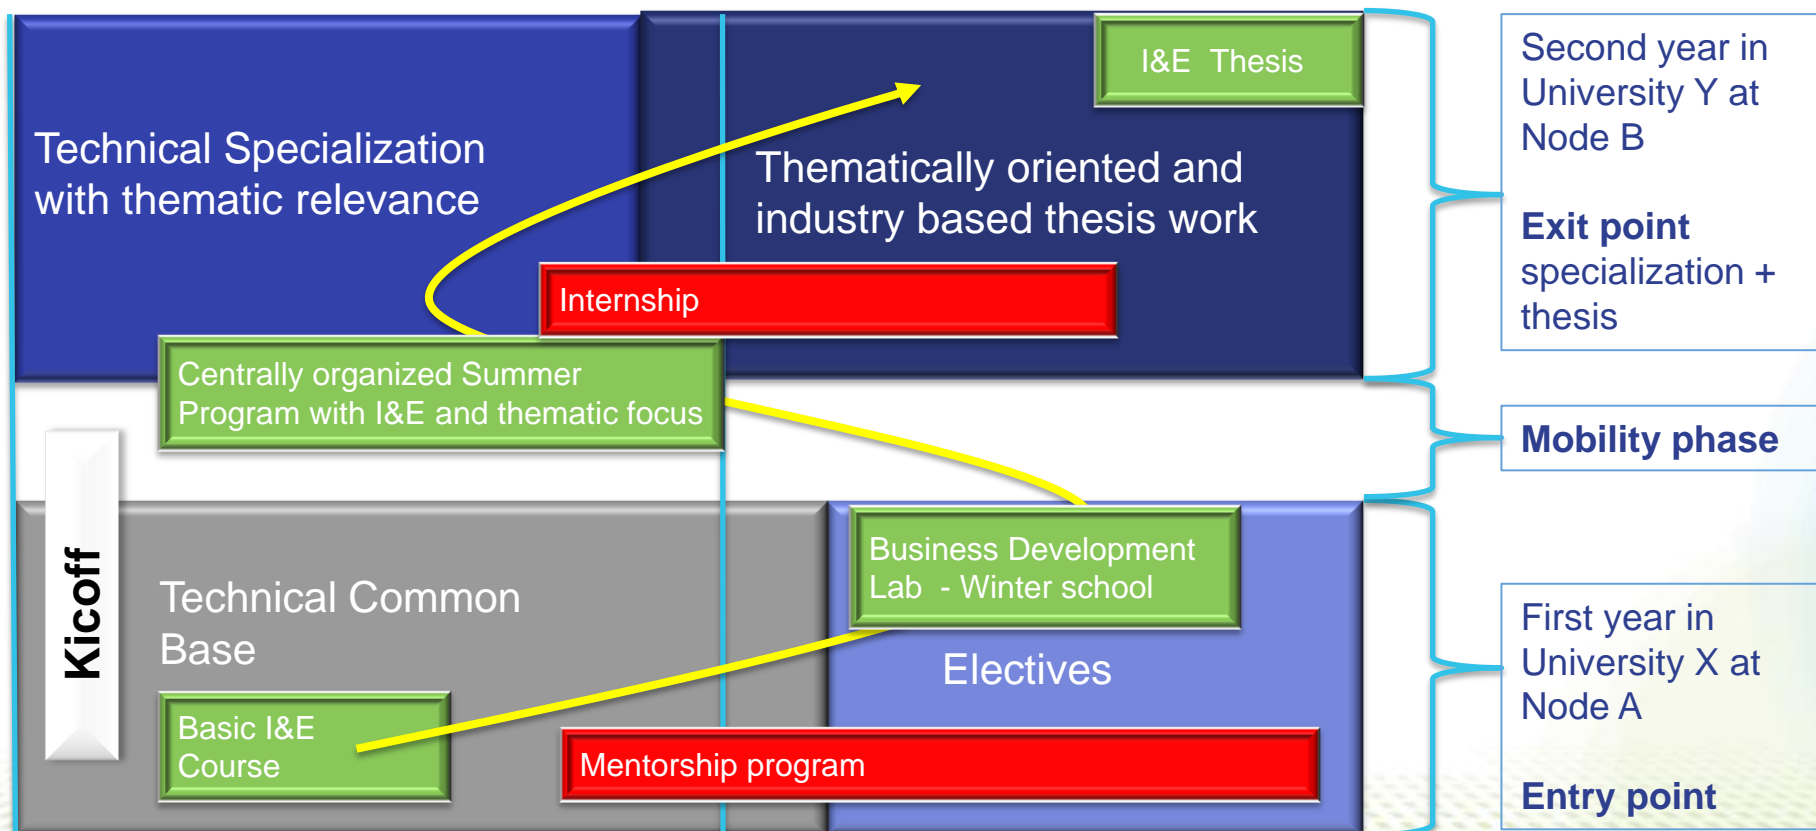 I&E  Thesis
Technical Specialization
with thematic relevance
Thematically oriented and
industry based thesis work
Internship
Centrally organized Summer
Program with I&E and thematic focus
Kicoff
Technical Common
Base
Business Development
Lab  - Winter school
Electives
Basic I&E
Course
Mentorship program
Second year in
University Y at
Node B
Exit point
specialization +
thesis
Mobility phase
First year in
University X at
Node A
Entry point